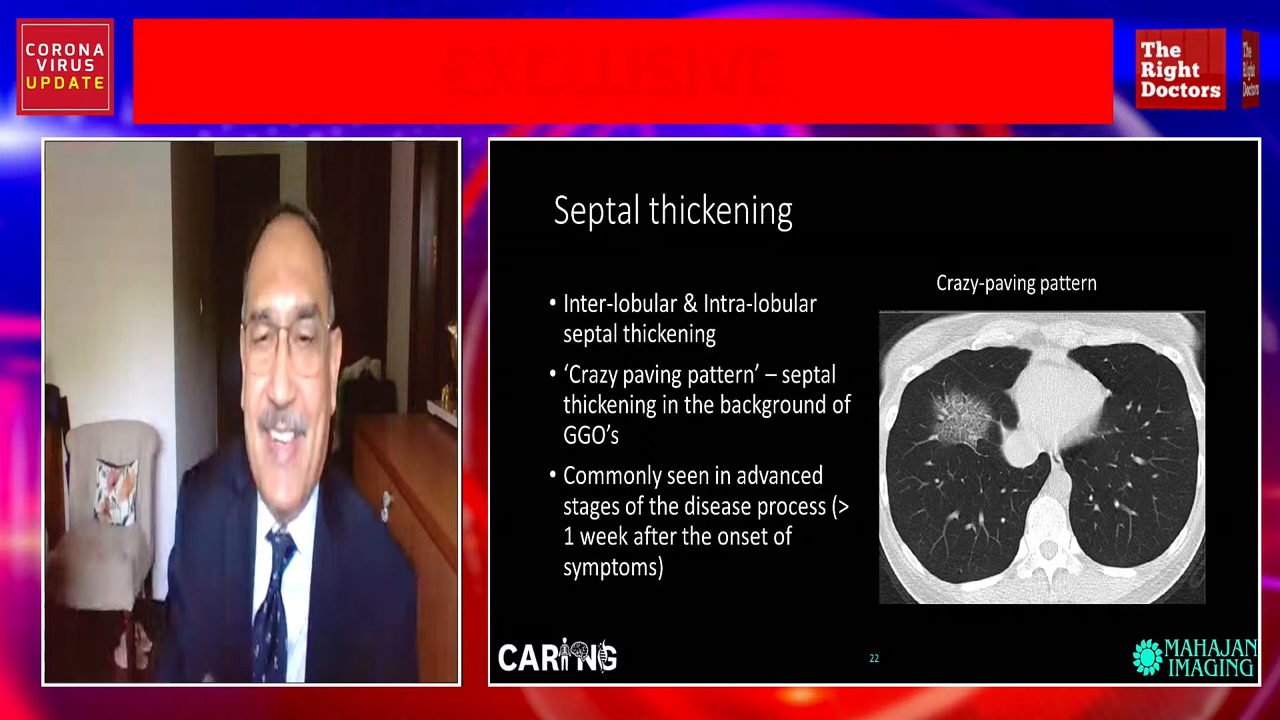 CORONA
VIRUS
UPDATE
EXCLUSIVE
The
Right
Doctors
Septal thickening
• Inter-lobular & Intra-lobular
septal thickening
• ‘Crazy paving pattern’ – septal
thickening in the background of
GGO’s
• Commonly seen in advanced
stages of the disease process (>
1 week after the onset of
symptoms)
Crazy-paving pattern
CARING
22
MAHAJAN
IMAGING